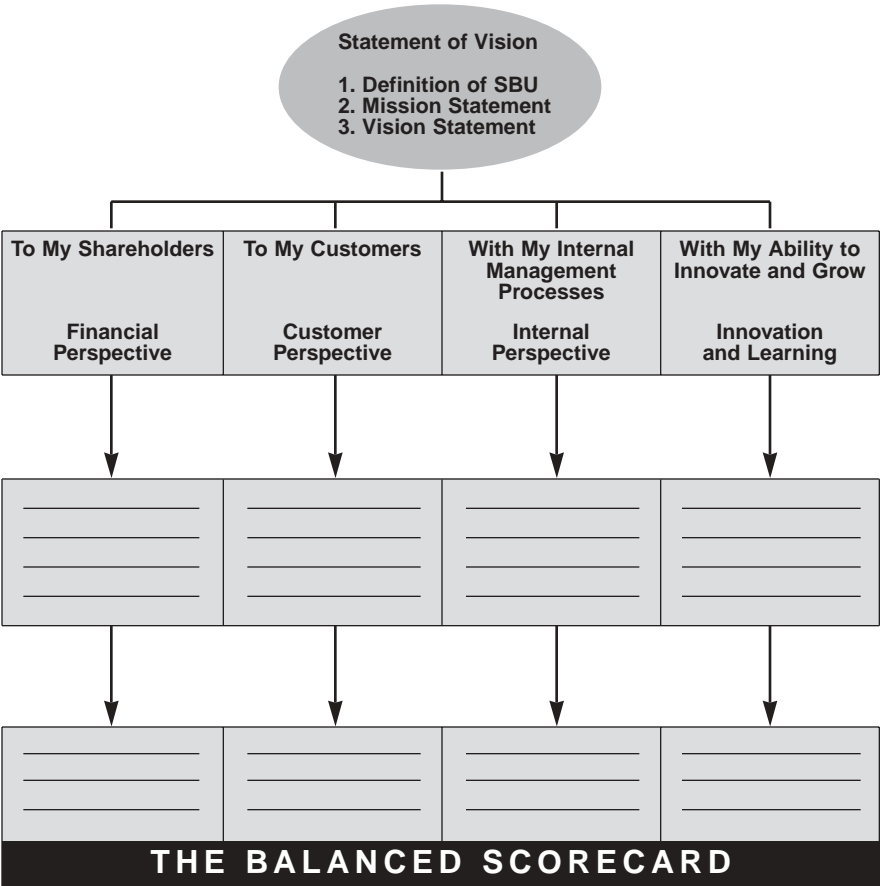 Statement of Vision
1. Definition of SBU
2. Mission Statement
3. Vision Statement
To My Shareholders
Financial
Perspective
To My Customers
Customer
Perspective
With My Internal
Management
Processes
Internal
Perspective
With My Ability to
Innovate and Grow
Innovation
and Learning
THE BALANCED SCORECARD